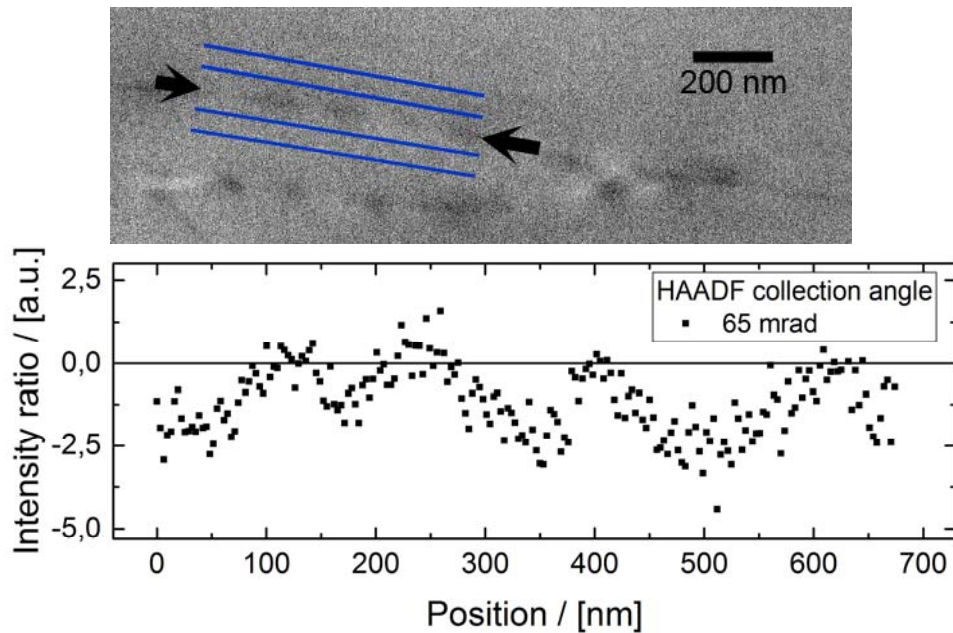 200 nm
2,5
0,0
-2,5
-5,0
Intensity ratio / [a.u.]
HAADF collection angle
65 mrad
0 100 200 300 400 500 600 700
Position / [nm]